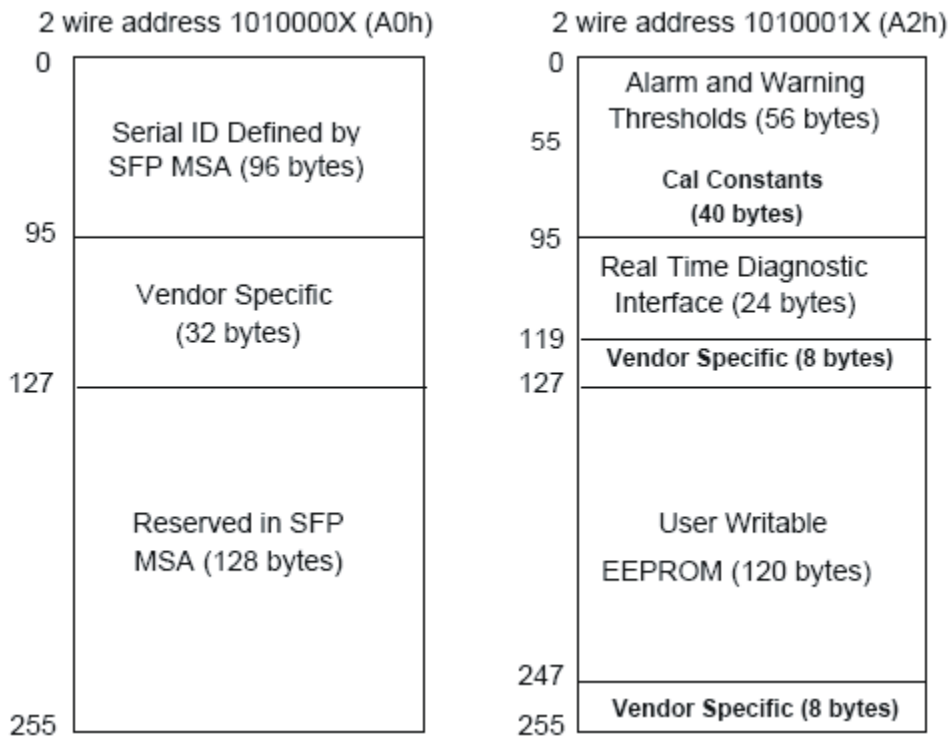 2 wire address 1010000X (A0h)
0
Serial ID Defined by
SFP MSA (96 bytes)
95
Vendor Specific
(32 bytes)
127
Reserved in SFP
MSA (128 bytes)
255
2 wire address 1010001X (A2h)
0
Alarm and Warning
Thresholds (56 bytes)
55
Cal Constants
(40 bytes)
95
Real Time Diagnostic
Interface (24 bytes)
119
Vendor Specific (8 bytes)
127
User Writable
EEPROM (120 bytes)
247
Vendor Specific (8 bytes)
255